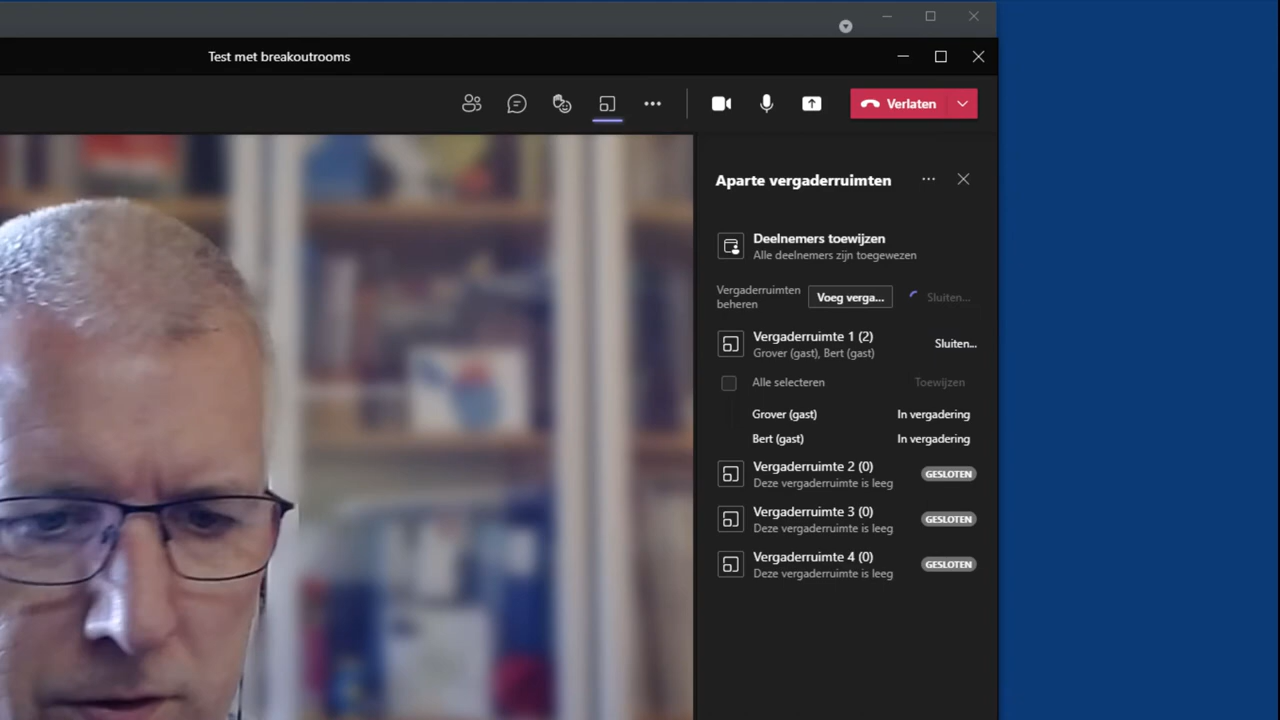 Test met breakoutrooms
Verlaten
Aparte vergaderruimten
Deelnemers toewijzen
Alle deelnemers zijn toegewezen
Vergaderruimten
beheren
Voeg verga...
Sluiten...
Vergaderruimte 1 (2)
Grover (gast), Bert (gast)
Sluiten...
Alle selecteren
Toewijzen
Grover (gast)
In vergadering
Bert (gast)
In vergadering
Vergaderruimte 2 (0)
Deze vergaderruimte is leeg
GESLOTEN
Vergaderruimte 3 (0)
Deze vergaderruimte is leeg
GESLOTEN
Vergaderruimte 4 (0)
Deze vergaderruimte is leeg
GESLOTEN